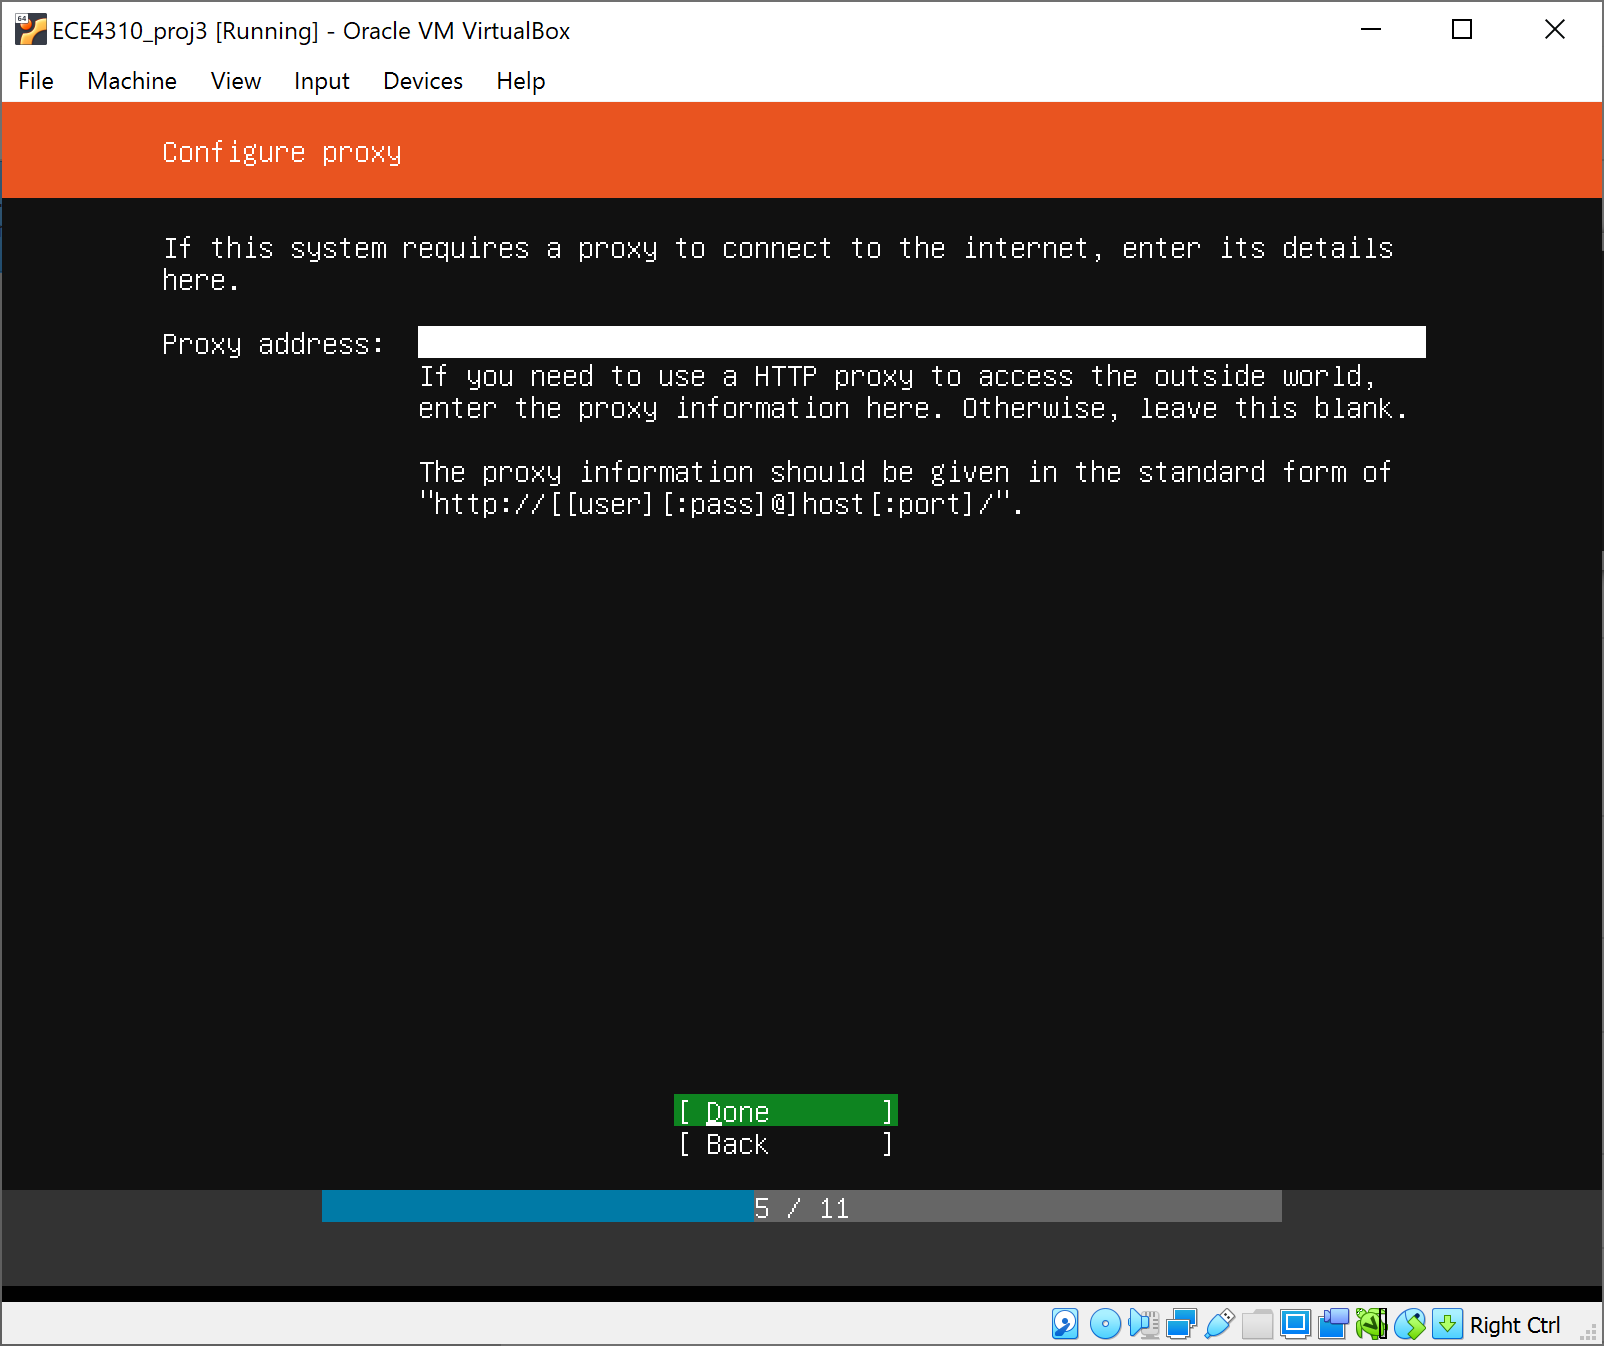 ECE4310_proj3 [Running] - Oracle VM VirtualBox
File Machine View Input Devices Help
Configure proxy
If this system requires a proxy to connect to the internet, enter its details
here.
Proxy address:
If you need to use a HTTP proxy to access the outside world,
enter the proxy information here. Otherwise, leave this blank.
The proxy information should be given in the standard form of
"http://[[user][:pass]@]host[:port]/".
[ Done ]
[ Back ]
5 / 11
Right Ctrl